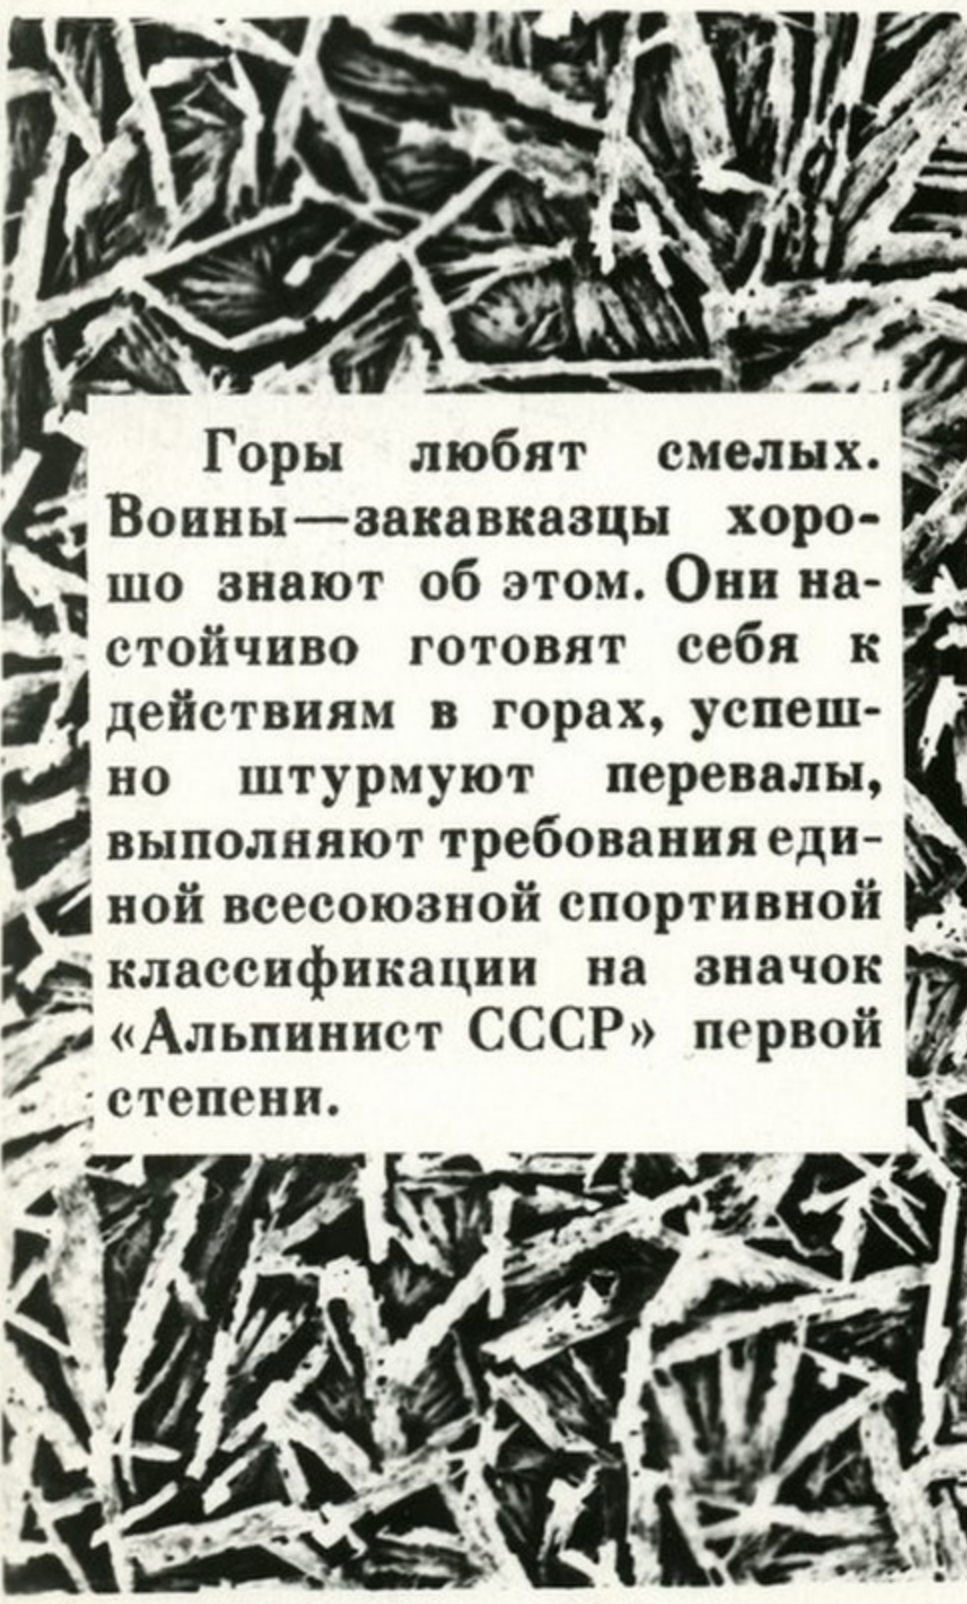 Горы любят смелых.
Воины—закавказцы хоро-
шо знают об этом. Они на-
стойчиво готовят себя к
действиям в горах, успеш-
но штурмуют перевалы,
выполняют требования еди-
ной всесоюзной спортивной
классификации на значок
«Альпинист СССР» первой
степени.